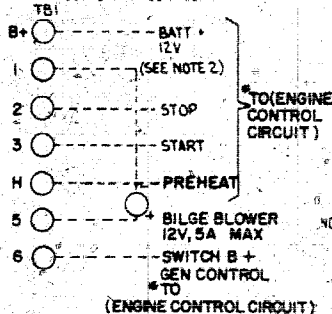 TB1
B+ BATT +
12V
1 (SEE NOTE 2)
2 STOP
3 START
H PREHEAT
*TO (ENGINE
CONTROL
CIRCUIT)
5 + BILGE BLOWER
12V, 5A MAX
6 SWITCH B +
GEN CONTROL
* TO
(ENGINE CONTROL CIRCUIT)